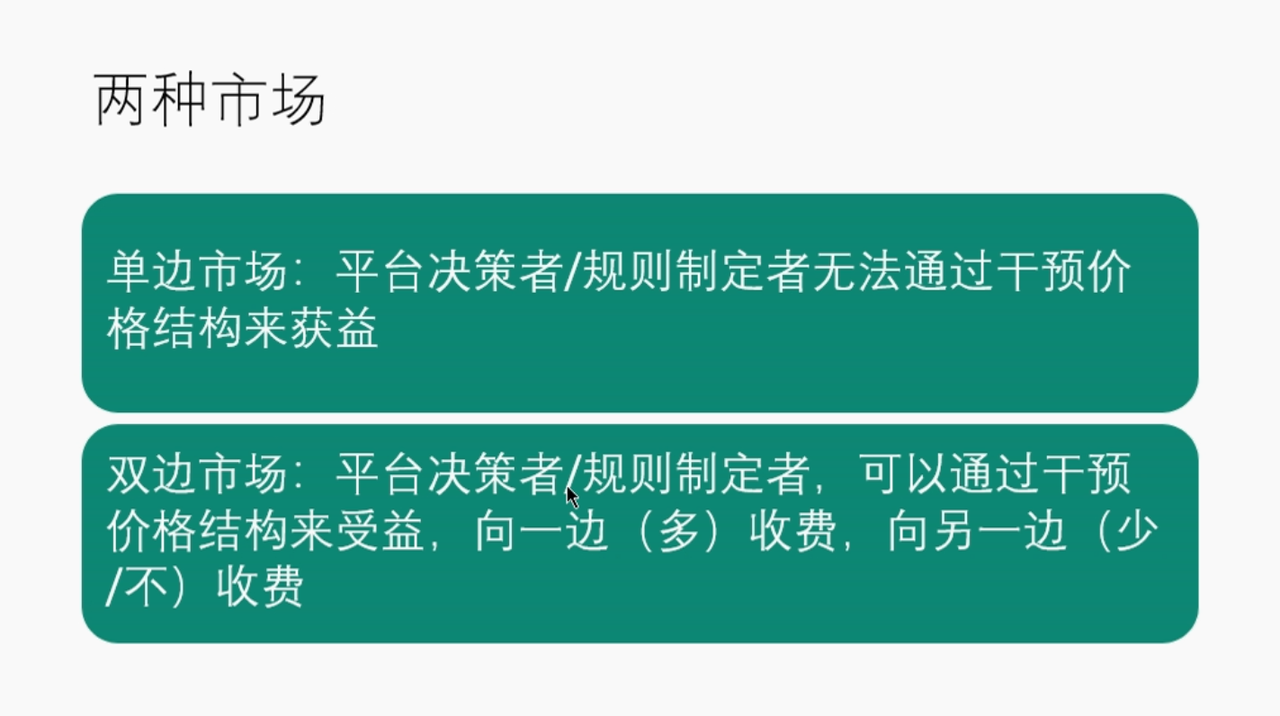 两种市场
单边市场：平台决策者/规则制定者无法通过干预价
格结构来获益
双边市场：平台决策者/规则制定者，可以通过干预
价格结构来受益，向一边（多）收费，向另一边（少
/不）收费